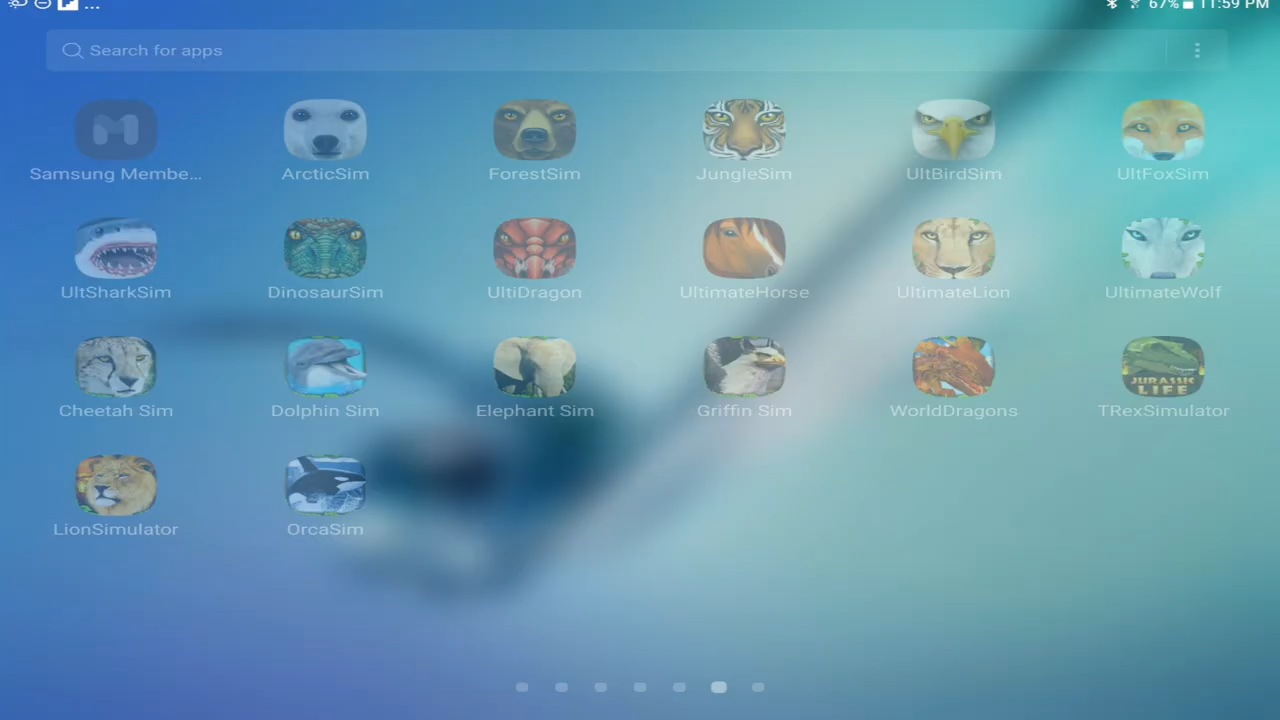 ... 67% 11:59 PM
Search for apps
Samsung Membe... ArcticSim ForestSim JungleSim UltBirdSim UltFoxSim
UltSharkSim DinosaurSim UltiDragon UltimateHorse UltimateLion UltimateWolf
JURASSIC
LIFE
Cheetah Sim Dolphin Sim Elephant Sim Griffin Sim WorldDragons TRexSimulator
LionSimulator OrcaSim